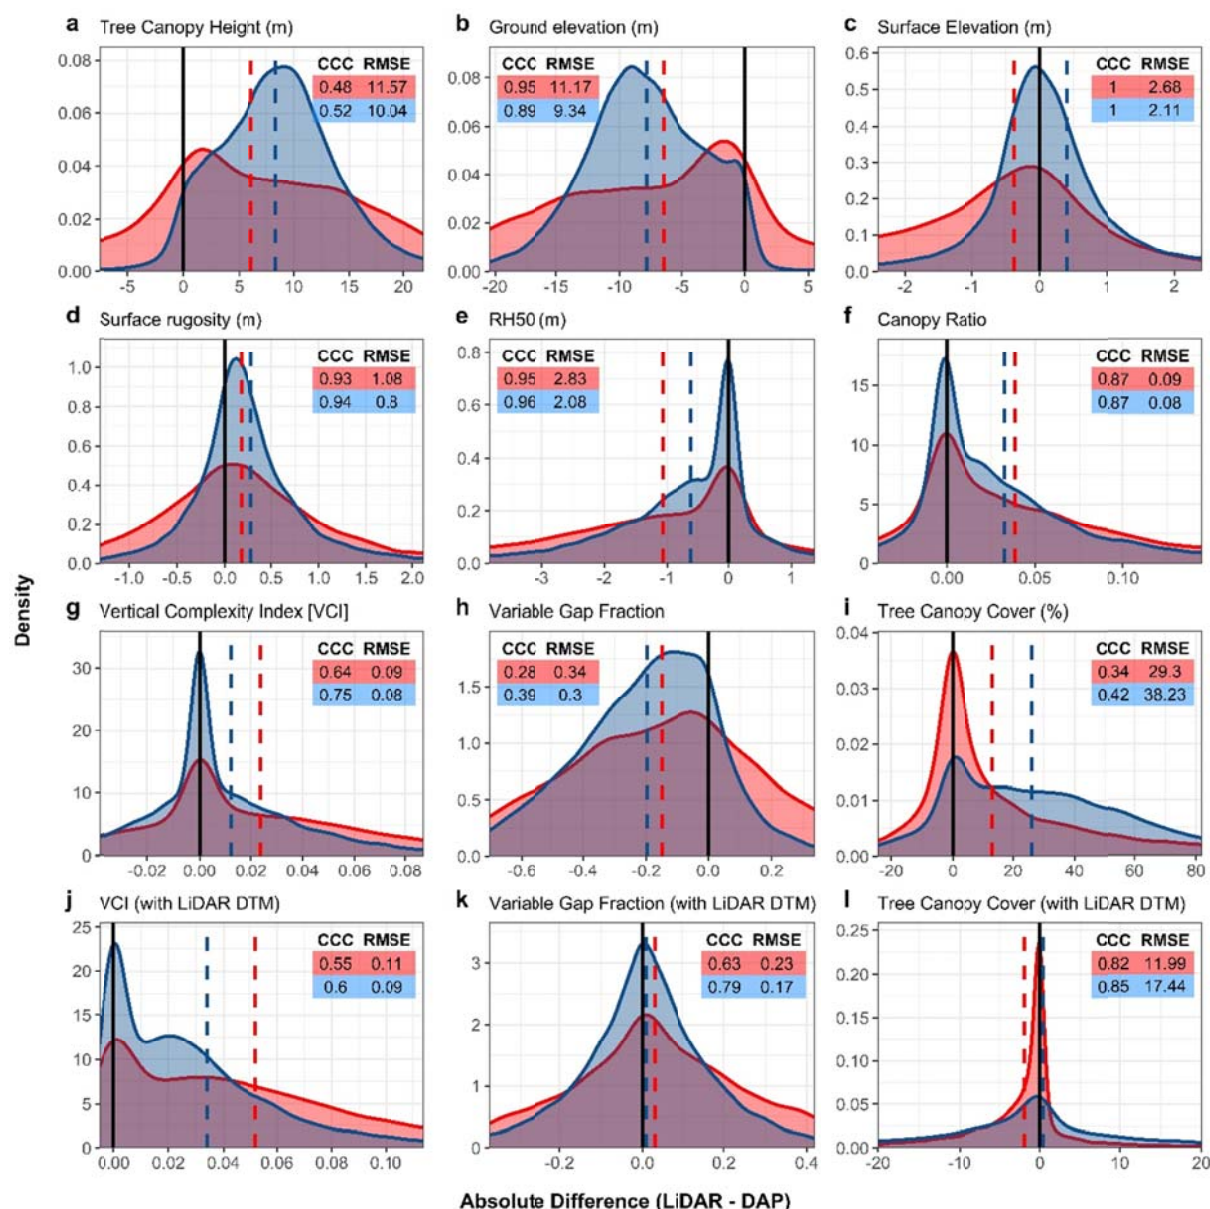 a Tree Canopy Height (m)
b Ground elevation (m)
c Surface Elevation (m)
0.08
0.06
0.04
0.02
0.00
CCC RMSE
0.48 11.57
0.52 10.04
-5 0 5 10 15 20
0.08
0.06
0.04
0.02
0.00
CCC RMSE
0.95 11.17
0.89 9.34
-20 -15 -10 -5 0 5
0.6
0.5
0.4
0.3
0.2
0.1
0.0
CCC RMSE
1 2.68
1 2.11
-2 -1 0 1 2
d Surface rugosity (m)
e RH50 (m)
f Canopy Ratio
1.0
0.8
0.6
0.4
0.2
0.0
CCC RMSE
0.93 1.08
0.94 0.8
-1.0 -0.5 0.0 0.5 1.0 1.5 2.0
0.8
0.6
0.4
0.2
0.0
CCC RMSE
0.95 2.83
0.96 2.08
-3 -2 -1 0 1
15
10
5
0
CCC RMSE
0.87 0.09
0.87 0.08
0.00 0.05 0.10
Density
g Vertical Complexity Index [VCI]
h Variable Gap Fraction
i Tree Canopy Cover (%)
30
20
10
0
CCC RMSE
0.64 0.09
0.75 0.08
-0.02 0.00 0.02 0.04 0.06 0.08
1.5
1.0
0.5
0.0
CCC RMSE
0.28 0.34
0.39 0.3
-0.6 -0.4 -0.2 0.0 0.2
0.04
0.03
0.02
0.01
0.00
CCC RMSE
0.34 29.3
0.42 38.23
-20 0 20 40 60 80
j VCI (with LiDAR DTM)
k Variable Gap Fraction (with LiDAR DTM)
l Tree Canopy Cover (with LiDAR DTM)
25
20
15
10
5
0
CCC RMSE
0.55 0.11
0.6 0.09
0.00 0.02 0.04 0.06 0.08 0.10
3
2
1
0
CCC RMSE
0.63 0.23
0.79 0.17
-0.2 0.0 0.2 0.4
0.25
0.20
0.15
0.10
0.05
0.00
CCC RMSE
0.82 11.99
0.85 17.44
-20 -10 0 10 20
Absolute Difference (LiDAR - DAP)